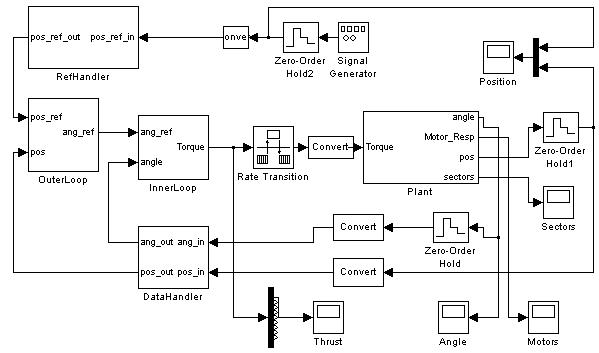 pos_ref_out
pos_ref_in
RefHandler
onve
Zero-Order
Hold2
Signal
Generator
Position
pos_ref
ang_ref
pos
OuterLoop
ang_ref
Torque
angle
InnerLoop
Rate Transition
Convert
Torque
angle
Motor_Resp
pos
sectors
Plant
Zero-Order
Hold1
Sectors
ang_out
ang_in
pos_out
pos_in
DataHandler
Convert
Zero-Order
Hold
Convert
Thrust
Angle
Motors